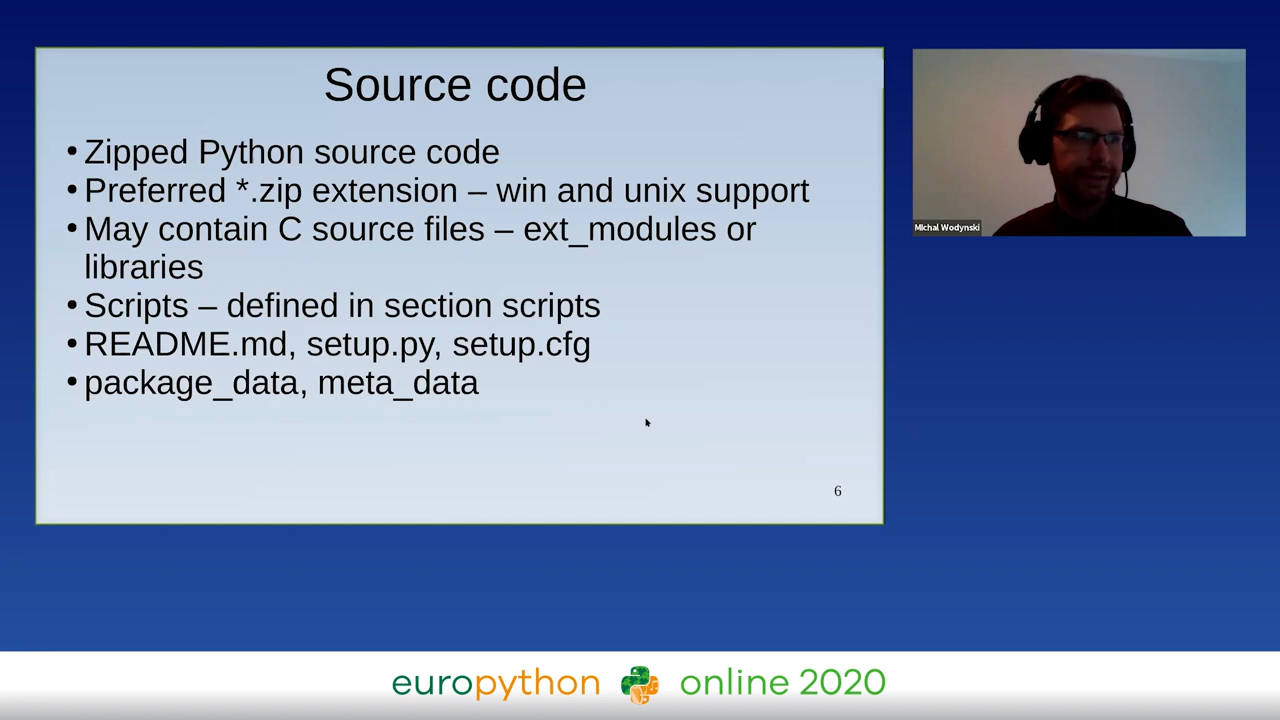 Source code
• Zipped Python source code
• Preferred *.zip extension – win and unix support
• May contain C source files – ext_modules or
libraries
• Scripts – defined in section scripts
• README.md, setup.py, setup.cfg
• package_data, meta_data
6
Michal Wodynski
europython online 2020